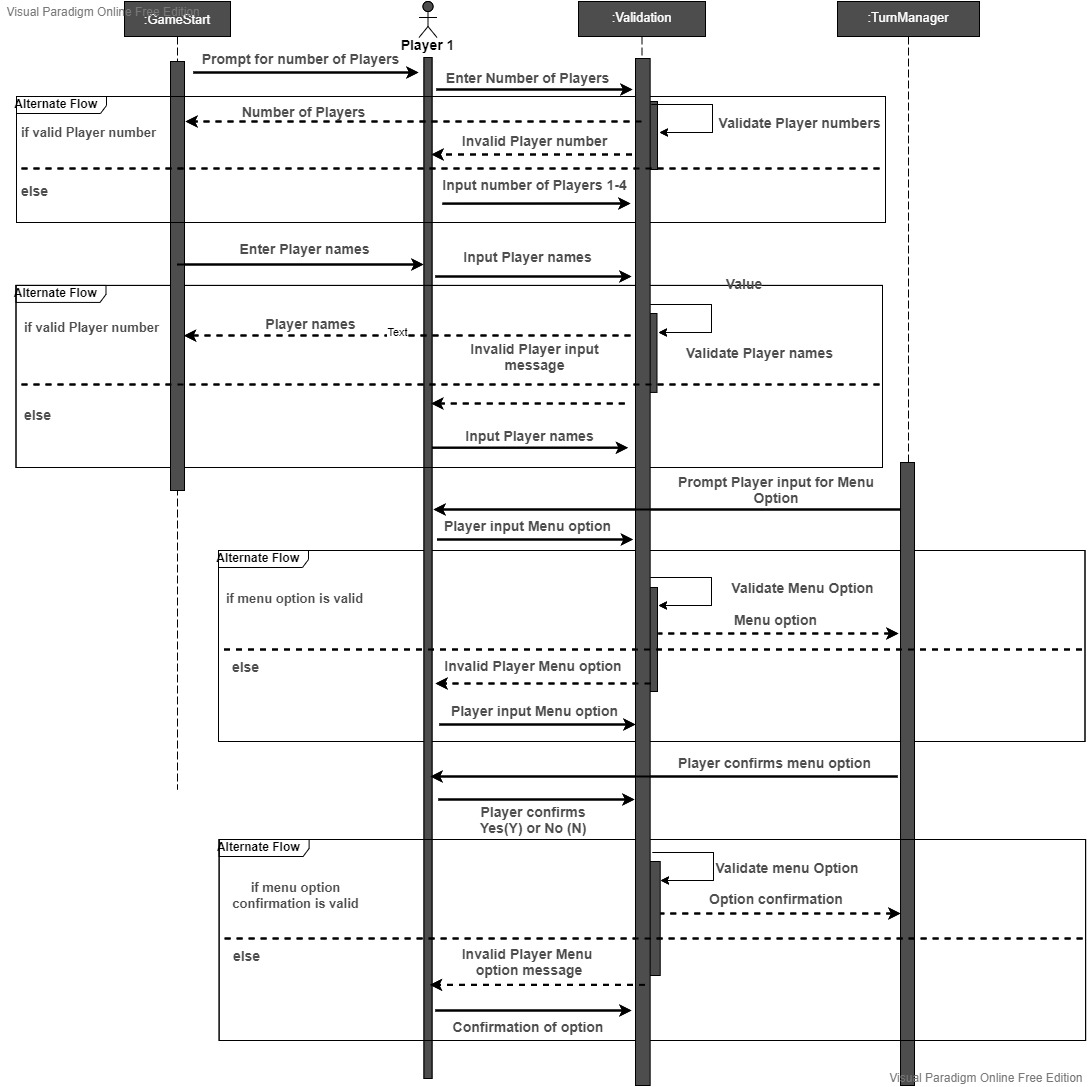 Visual Paradigm Online Free Edition
:GameStart
Player 1
:Validation
:TurnManager
Prompt for number of Players
Enter Number of Players
Alternate Flow
Number of Players
Validate Player numbers
if valid Player number
Invalid Player number
Input number of Players 1-4
else
Enter Player names
Input Player names
Value
Alternate Flow
if valid Player number
Player names
Text
Invalid Player input
message
Validate Player names
else
Input Player names
Prompt Player input for Menu
Option
Player input Menu option
Alternate Flow
if menu option is valid
Validate Menu Option
Menu option
else
Invalid Player Menu option
Player input Menu option
Player confirms menu option
Player confirms
Yes(Y) or No (N)
Alternate Flow
Validate menu Option
if menu option
confirmation is valid
Option confirmation
else
Invalid Player Menu
option message
Confirmation of option
Visual Paradigm Online Free Edition